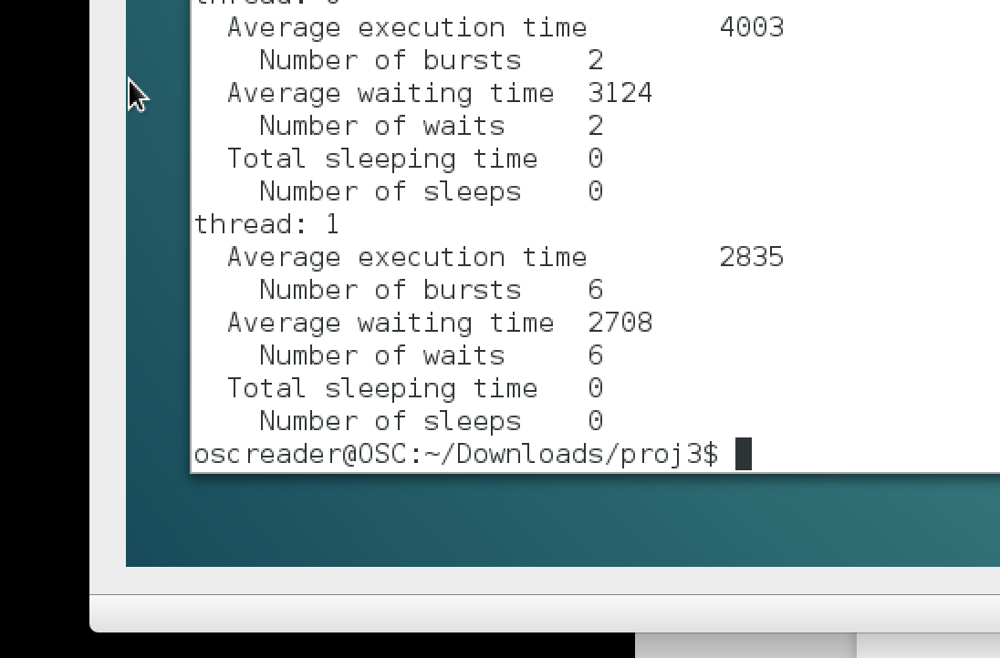 thread: 0
  Average execution time        4003
    Number of bursts    2
  Average waiting time  3124
    Number of waits     2
  Total sleeping time   0
    Number of sleeps    0
thread: 1
  Average execution time        2835
    Number of bursts    6
  Average waiting time  2708
    Number of waits     6
  Total sleeping time   0
    Number of sleeps    0
oscreader@OSC:~/Downloads/proj3$